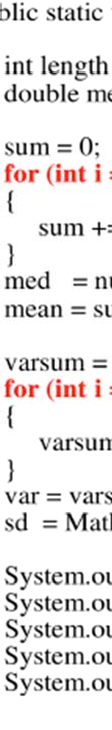 blic static
int length
double me
sum = 0;
for (int i =
{
sum +=
}
med = nu
mean = su
varsum =
for (int i =
{
varsum
}
var = vars
sd = Math
System.ou
System.ou
System.ou
System.ou
System.ou